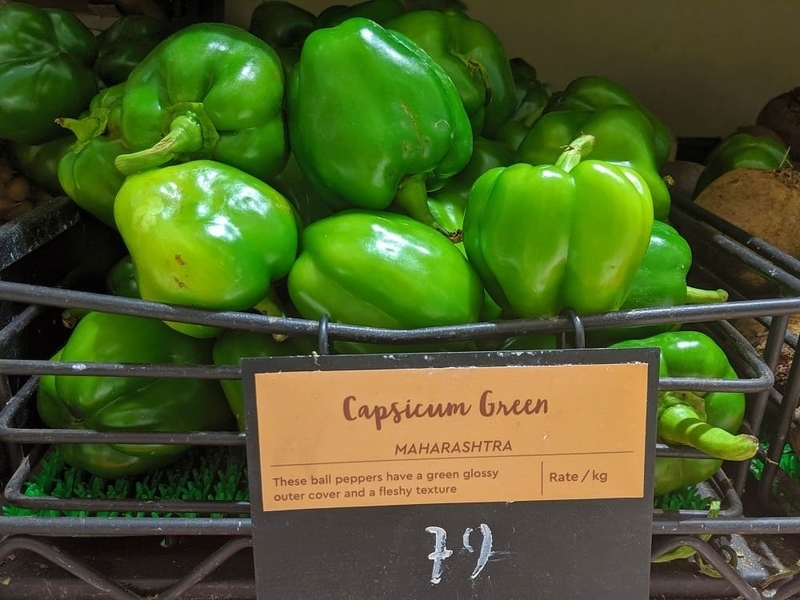 Capsicum Green
MAHARASHTRA
These ball peppers have a green glossy
outer cover and a fleshy texture
Rate / kg
79